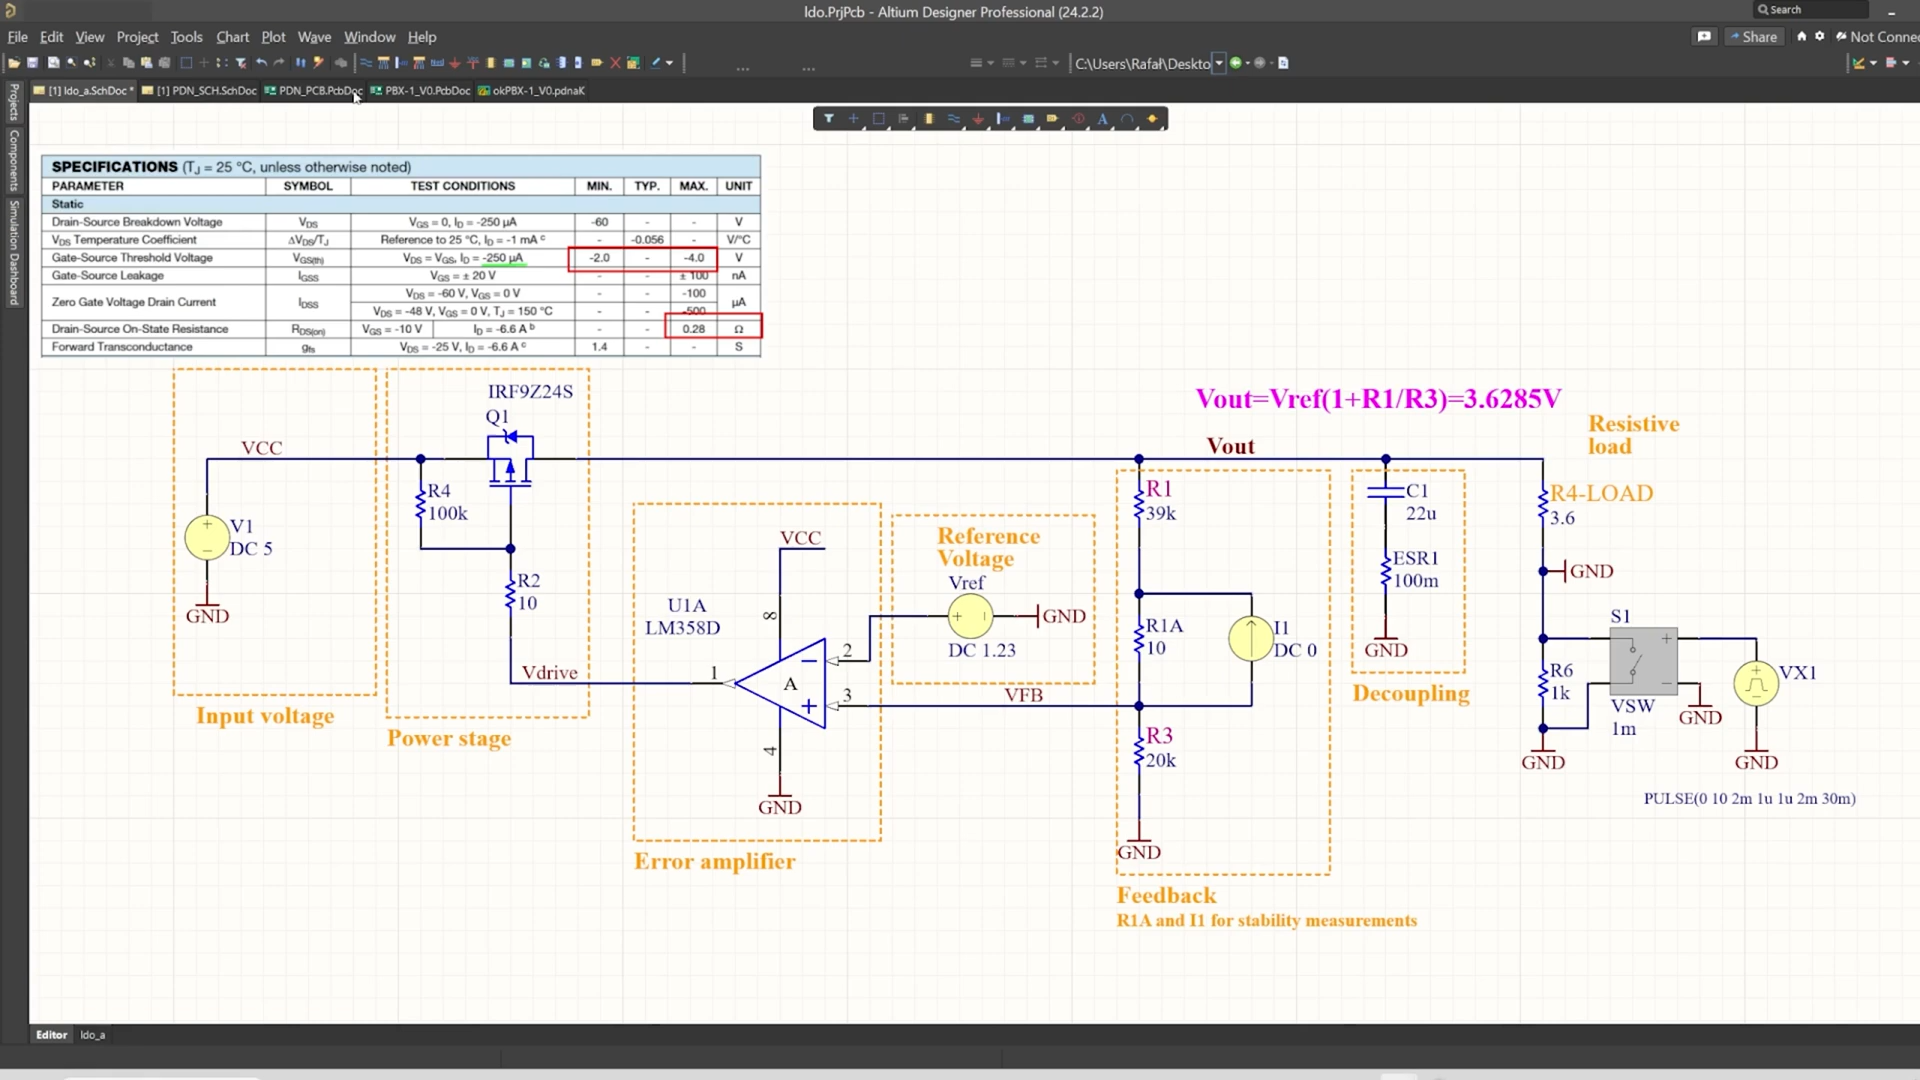 ldo.PrjPcb - Altium Designer Professional (24.2.2)
Search
File Edit View Project Tools Chart Plot Wave Window Help
Share
Not Conne
C:\Users\Rafał\Deskto
[1] ldo_a.SchDoc *
[1] PDN_SCH.SchDoc
PDN_PCB.PcbDoc
PBX-1_V0.PcbDoc
okPBX-1_V0.pdnaK
Projects
Components
Simulation Dashboard
SPECIFICATIONS (TJ = 25 °C, unless otherwise noted)
PARAMETER SYMBOL TEST CONDITIONS MIN. TYP. MAX. UNIT
Static
Drain-Source Breakdown Voltage VDS VGS = 0, ID = -250 µA -60 - - V
VDS Temperature Coefficient ΔVDS/TJ Reference to 25 °C, ID = -1 mA c - -0.056 - V/°C
Gate-Source Threshold Voltage VGS(th) VDS = VGS, ID = -250 µA -2.0 - -4.0 V
Gate-Source Leakage IGSS VGS = ± 20 V - - ± 100 nA
Zero Gate Voltage Drain Current IDSS VDS = -60 V, VGS = 0 V - - -100 µA
VDS = -48 V, VGS = 0 V, TJ = 150 °C - - -500
Drain-Source On-State Resistance RDS(on) VGS = -10 V ID = -6.6 A b - - 0.28 Ω
Forward Transconductance gfs VDS = -25 V, ID = -6.6 A c 1.4 - - S
IRF9Z24S
Q1
VCC
R4
100k
V1
DC 5
GND
R2
10
Vdrive
Input voltage
Power stage
VCC
U1A
LM358D
8
1
A
2
3
4
GND
Error amplifier
Reference
Voltage
Vref
GND
DC 1.23
VFB
Vout=Vref(1+R1/R3)=3.6285V
Vout
R1
39k
R1A
10
I1
DC 0
R3
20k
GND
Feedback
R1A and I1 for stability measurements
C1
22u
ESR1
100m
GND
Decoupling
Resistive
load
R4-LOAD
3.6
GND
S1
R6
1k
VSW
1m
GND
GND
VX1
GND
PULSE(0 10 2m 1u 1u 2m 30m)
Editor ldo_a